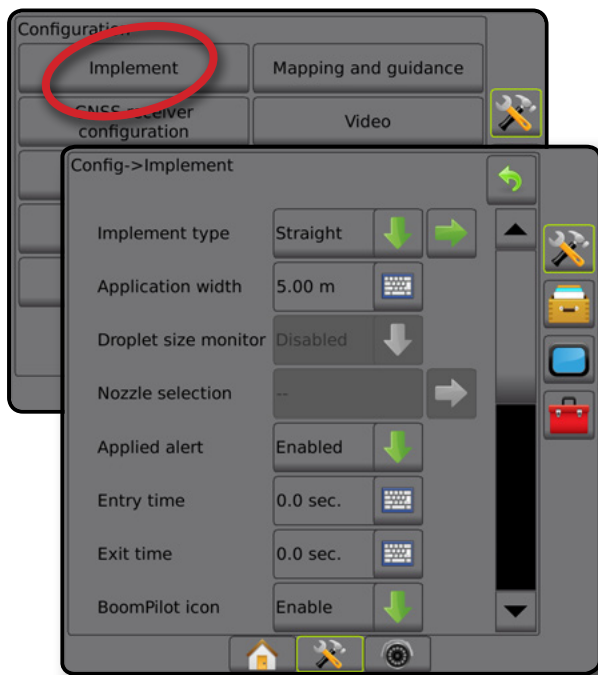 Configuration
Implement
Mapping and guidance
GNSS receiver
configuration
Video
Config->Implement
Implement type
Straight
Application width
5.00 m
Droplet size monitor
Disabled
Nozzle selection
--
Applied alert
Enabled
Entry time
0.0 sec.
Exit time
0.0 sec.
BoomPilot icon
Enable